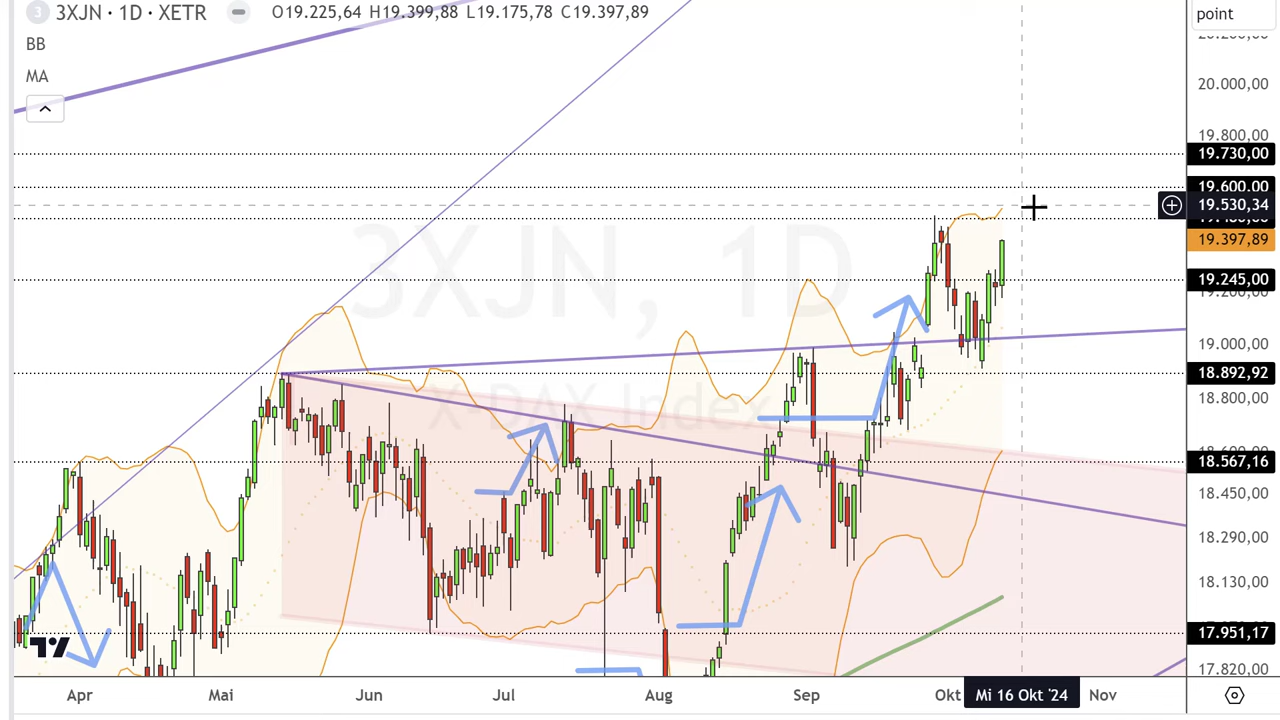 3XJN · 1D · XETR O19.225,64 H19.399,88 L19.175,78 C19.397,89
BB
MA
3XJN, 1D
X-DAX Index
point
20.000,00
19.800,00
19.730,00
19.600,00
19.530,34
19.397,89
19.245,00
19.000,00
18.892,92
18.800,00
18.567,16
18.450,00
18.290,00
18.130,00
17.951,17
17.820,00
Apr Mai Jun Jul Aug Sep Okt Mi 16 Okt '24 Nov